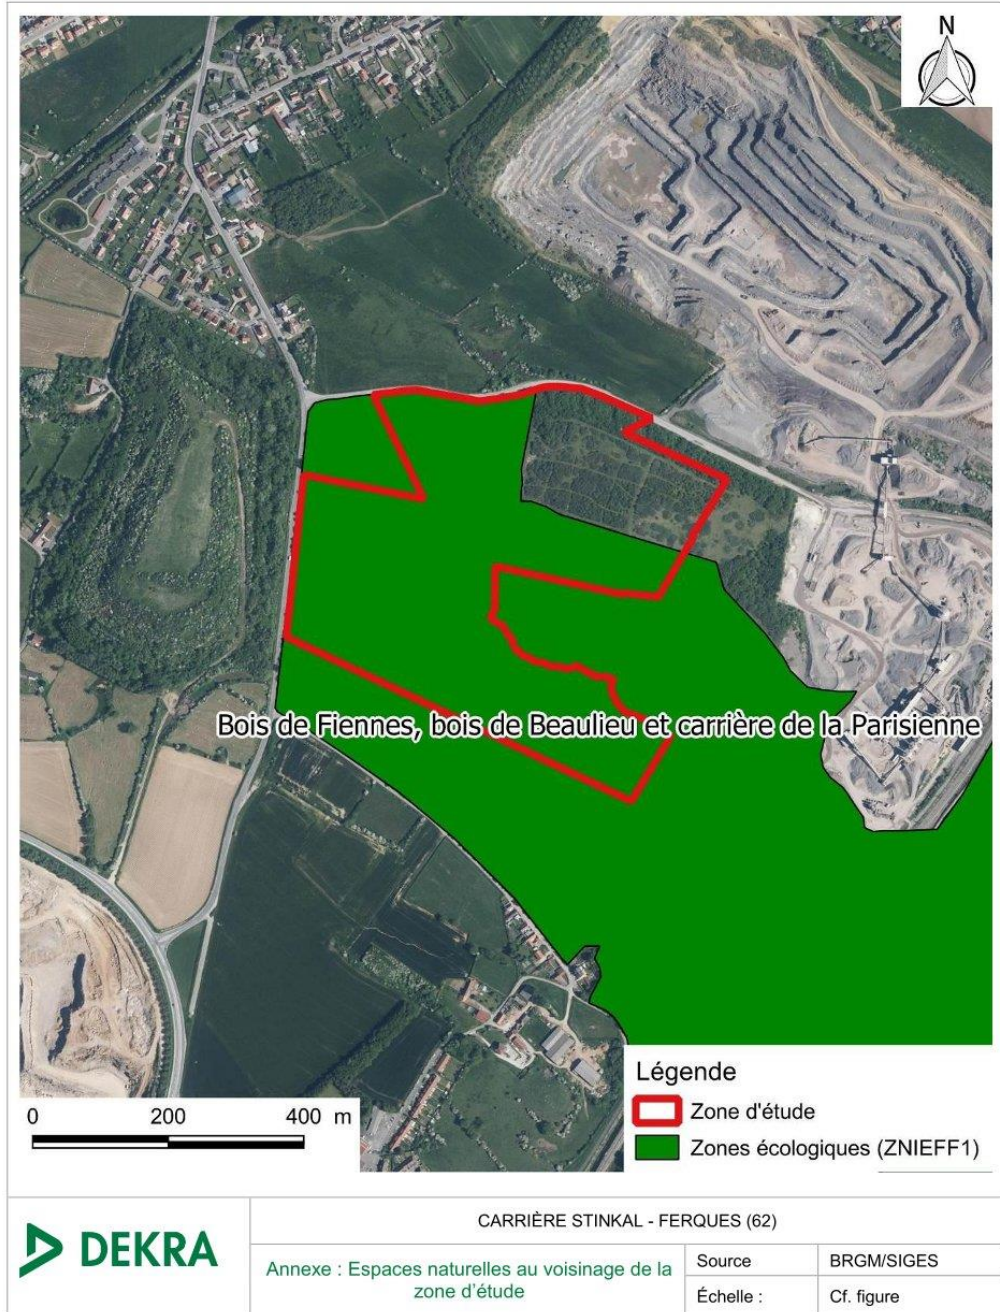 N
Bois de Fiennes, bois de Beaulieu et carrière de la Parisienne
Légende
Zone d'étude
Zones écologiques (ZNIEFF1)
0 200 400 m
DEKRA
CARRIÈRE STINKAL - FERQUES (62)
Annexe : Espaces naturelles au voisinage de la
zone d'étude
Source BRGM/SIGES
Échelle : Cf. figure